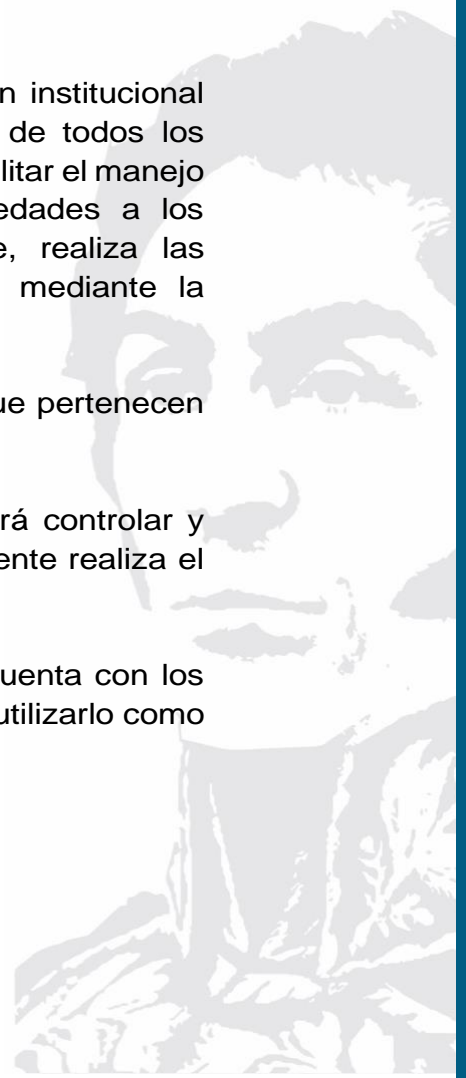 n institucional
de todos los
litar el manejo
edades a los
e, realiza las
mediante la
ue pertenecen
rá controlar y
ente realiza el
uenta con los
utilizarlo como